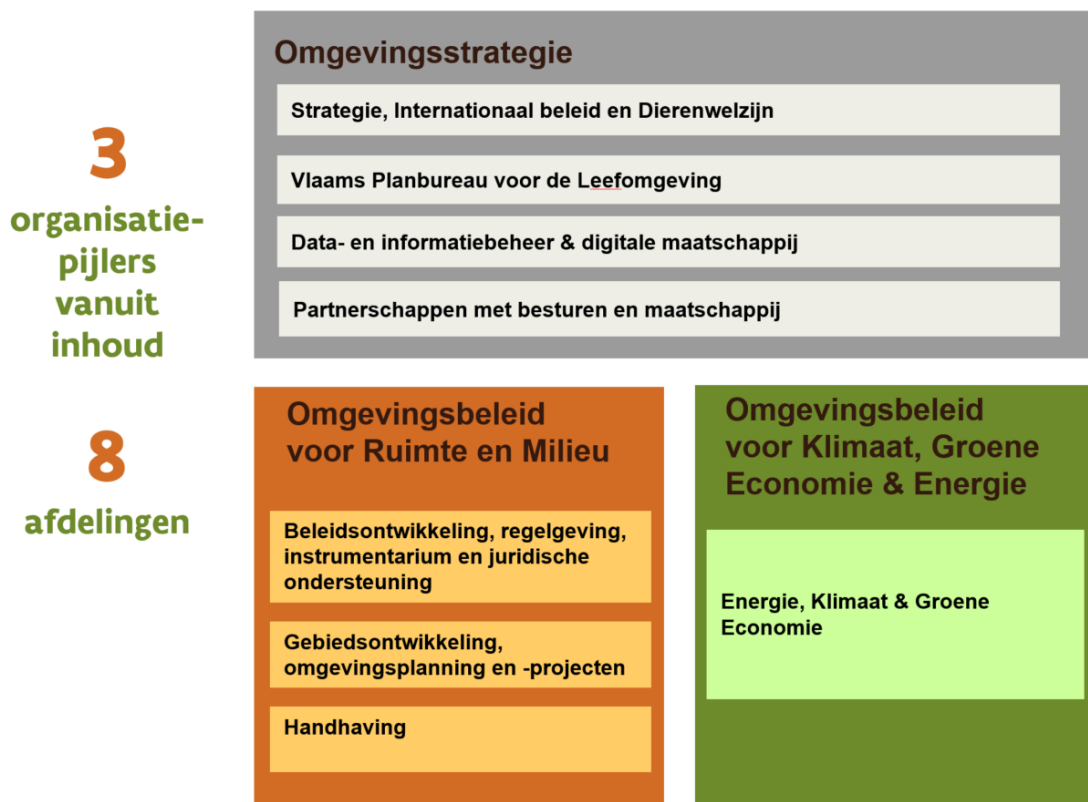 3
organisatie-
pijlers
vanuit
inhoud
8
afdelingen
Omgevingsstrategie
Strategie, Internationaal beleid en Dierenwelzijn
Vlaams Planbureau voor de Leefomgeving
Data- en informatiebeheer & digitale maatschappij
Partnerschappen met besturen en maatschappij
Omgevingsbeleid
voor Ruimte en Milieu
Beleidsontwikkeling, regelgeving,
instrumentarium en juridische
ondersteuning
Gebiedsontwikkeling,
omgevingsplanning en -projecten
Handhaving
Omgevingsbeleid
voor Klimaat, Groene
Economie & Energie
Energie, Klimaat & Groene
Economie